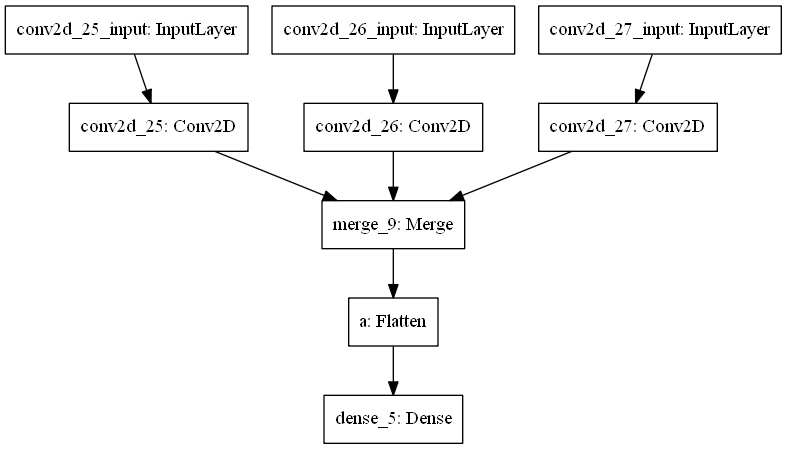 conv2d_25_input: InputLayer
conv2d_26_input: InputLayer
conv2d_27_input: InputLayer
conv2d_25: Conv2D
conv2d_26: Conv2D
conv2d_27: Conv2D
merge_9: Merge
a: Flatten
dense_5: Dense